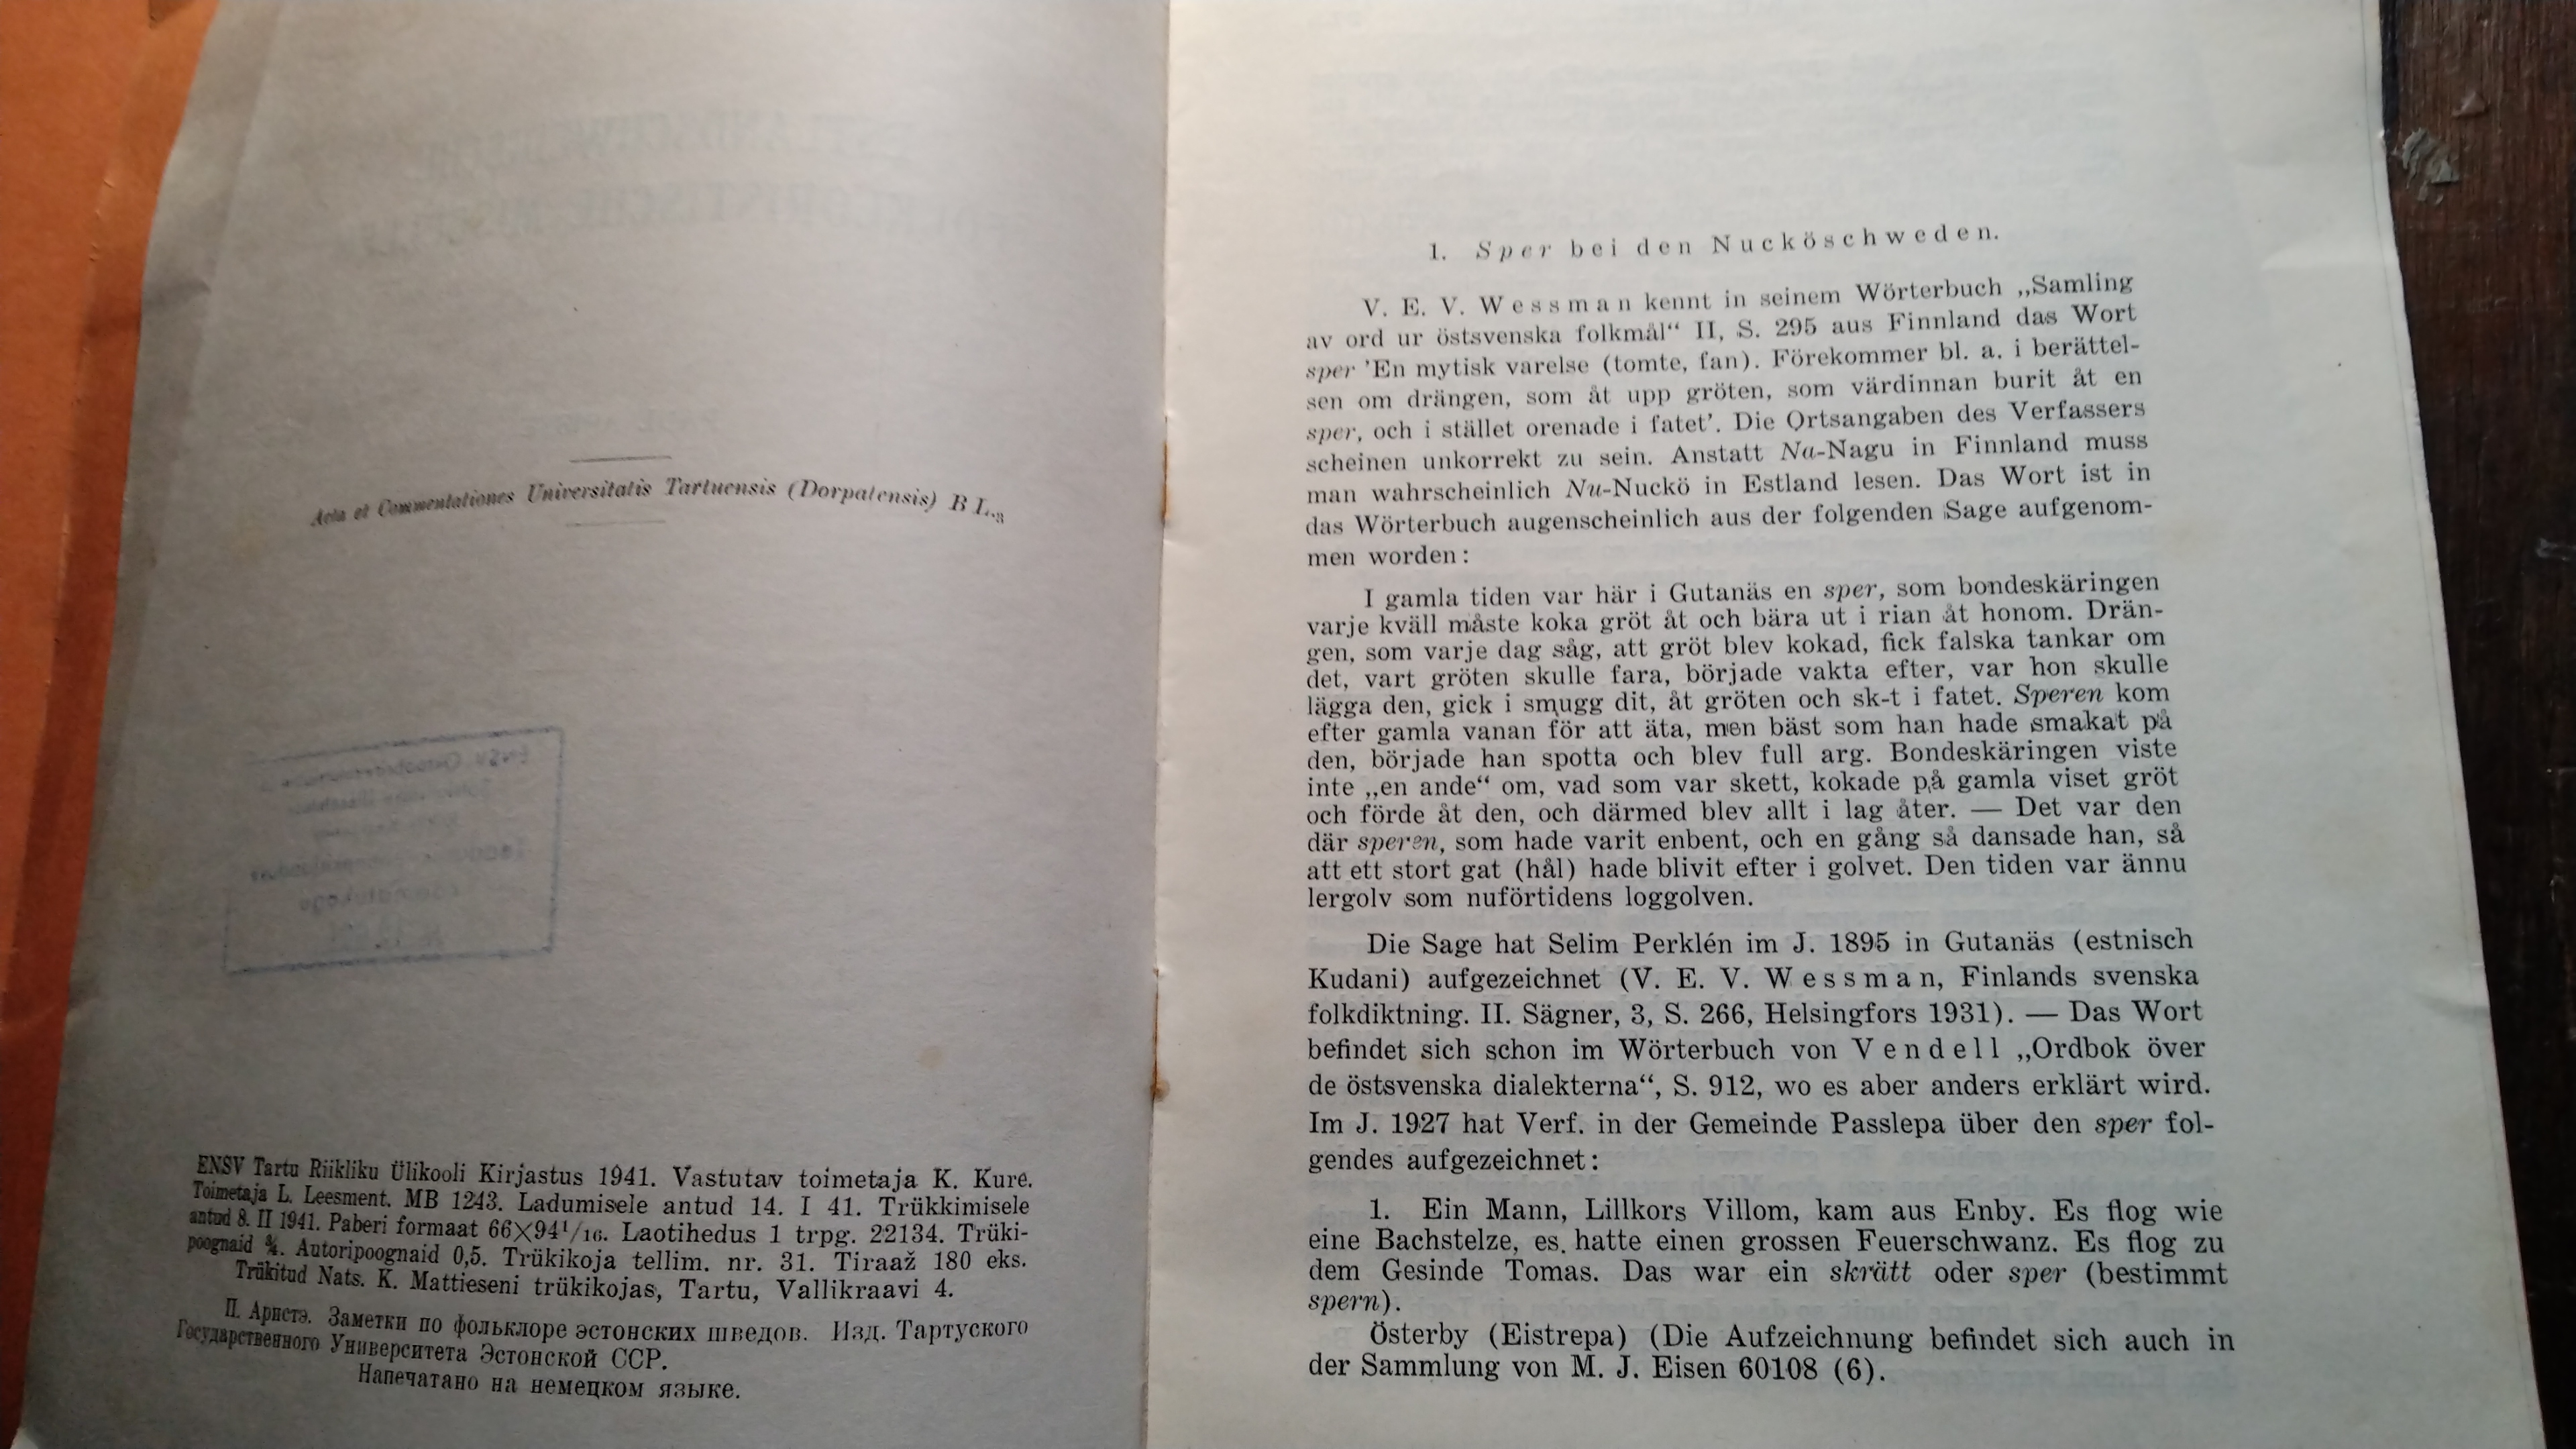 Acta et Commentationes Universitatis Tartuensis (Dorpatensis) B L.3
ENSV Tartu Riikliku Ülikooli Kirjastus 1941. Vastutav toimetaja K. Kure.
Toimetaja L. Leesment. MB 1243. Ladumisele antud 14. I 41. Trükkimisele
antud 8. II 1941. Paberi formaat 66×94¹/₁₆. Laotihedus 1 trpg. 22134. Trüki-
poognaid ¾. Autoripoognaid 0,5. Trükikoja tellim. nr. 31. Tiraaž 180 eks.
Trükitud Nats. K. Mattieseni trükikojas, Tartu, Vallikraavi 4.
П. Аристэ. Заметки по фольклоре эстонских шведов. Изд. Тартуского
Государственного Университета Эстонской ССР.
Напечатано на немецком языке.
1. Sper bei den Nucköschweden.
V. E. V. Wessman kennt in seinem Wörterbuch „Samling
av ord ur östsvenska folkmål“ II, S. 295 aus Finnland das Wort
sper ’En mytisk varelse (tomte, fan). Förekommer bl. a. i berättel-
sen om drängen, som åt upp gröten, som värdinnan burit åt en
sper, och i stället orenade i fatet’. Die Ortsangaben des Verfassers
scheinen unkorrekt zu sein. Anstatt Na-Nagu in Finnland muss
man wahrscheinlich Nu-Nuckö in Estland lesen. Das Wort ist in
das Wörterbuch augenscheinlich aus der folgenden Sage aufgenom-
men worden:
I gamla tiden var här i Gutanäs en sper, som bondeskäringen
varje kväll måste koka gröt åt och bära ut i rian åt honom. Drän-
gen, som varje dag såg, att gröt blev kokad, fick falska tankar om
det, vart gröten skulle fara, började vakta efter, var hon skulle
lägga den, gick i smugg dit, åt gröten och sk-t i fatet. Speren kom
efter gamla vanan för att äta, men bäst som han hade smakat på
den, började han spotta och blev full arg. Bondeskäringen viste
inte „en ande“ om, vad som var skett, kokade på gamla viset gröt
och förde åt den, och därmed blev allt i lag åter. — Det var den
där speren, som hade varit enbent, och en gång så dansade han, så
att ett stort gat (hål) hade blivit efter i golvet. Den tiden var ännu
lergolv som nuförtidens loggolven.
Die Sage hat Selim Perklén im J. 1895 in Gutanäs (estnisch
Kudani) aufgezeichnet (V. E. V. Wessman, Finlands svenska
folkdiktning. II. Sägner, 3, S. 266, Helsingfors 1931). — Das Wort
befindet sich schon im Wörterbuch von Vendell „Ordbok över
de östsvenska dialekterna“, S. 912, wo es aber anders erklärt wird.
Im J. 1927 hat Verf. in der Gemeinde Passlepa über den sper fol-
gendes aufgezeichnet:
1. Ein Mann, Lillkors Villom, kam aus Enby. Es flog wie
eine Bachstelze, es hatte einen grossen Feuerschwanz. Es flog zu
dem Gesinde Tomas. Das war ein skrätt oder sper (bestimmt
spern).
Österby (Eistrepa) (Die Aufzeichnung befindet sich auch in
der Sammlung von M. J. Eisen 60108 (6).